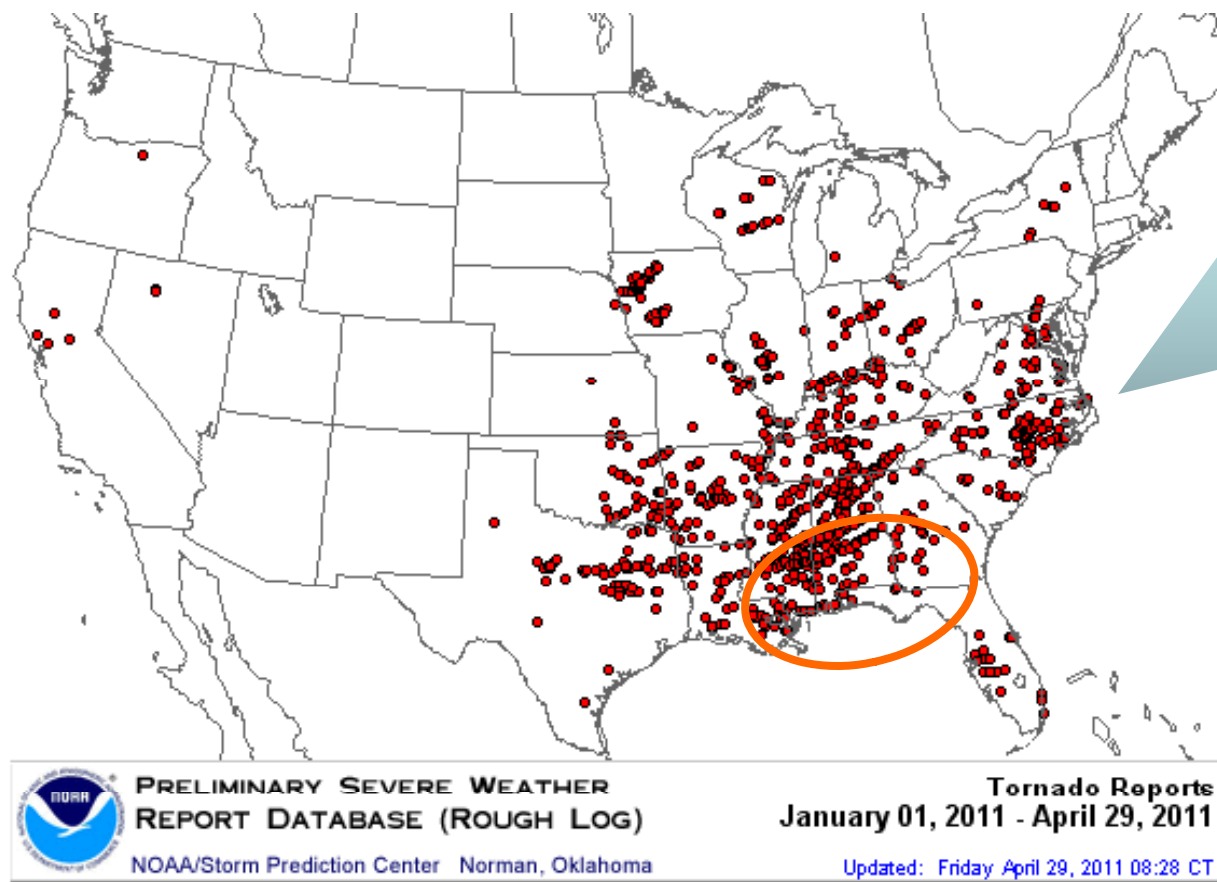 NOAA
PRELIMINARY SEVERE WEATHER
REPORT DATABASE (ROUGH LOG)
NOAA/Storm Prediction Center Norman, Oklahoma
Tornado Reports
January 01, 2011 - April 29, 2011
Updated: Friday April 29, 2011 08:28 CT